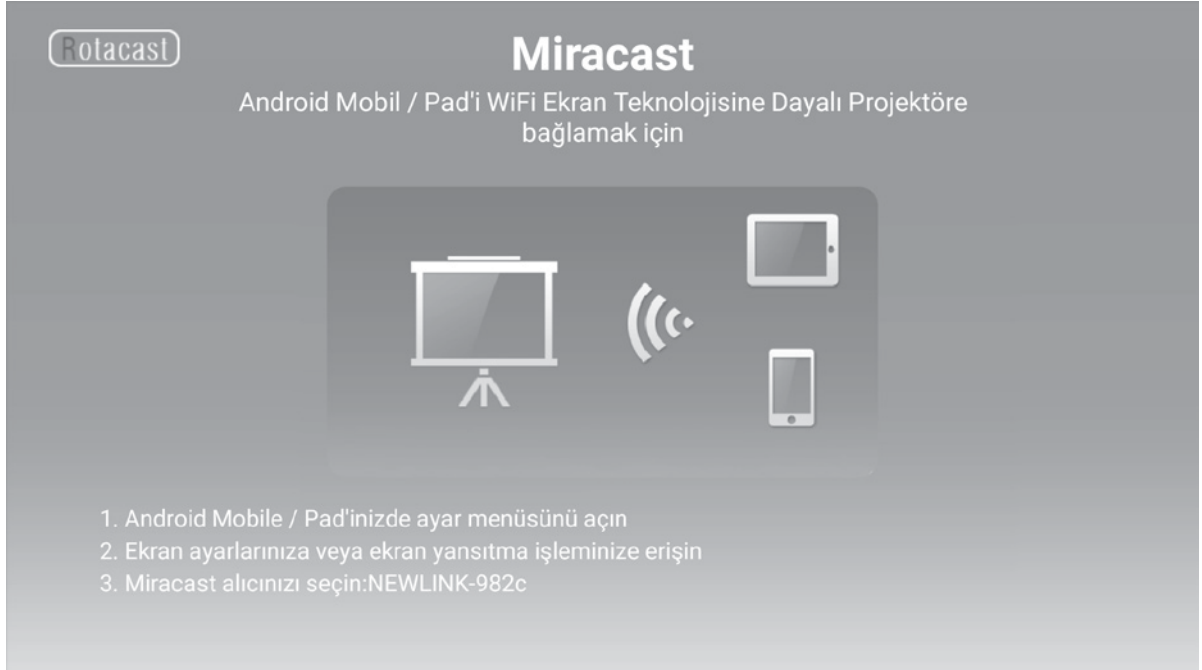 Rotacast
Miracast
Android Mobil / Pad'i WiFi Ekran Teknolojisine Dayalı Projektöre
bağlamak için
1. Android Mobile / Pad'inizde ayar menüsünü açın
2. Ekran ayarlarınıza veya ekran yansıtma işleminize erişin
3. Miracast alıcınızı seçin:NEWLINK-982c